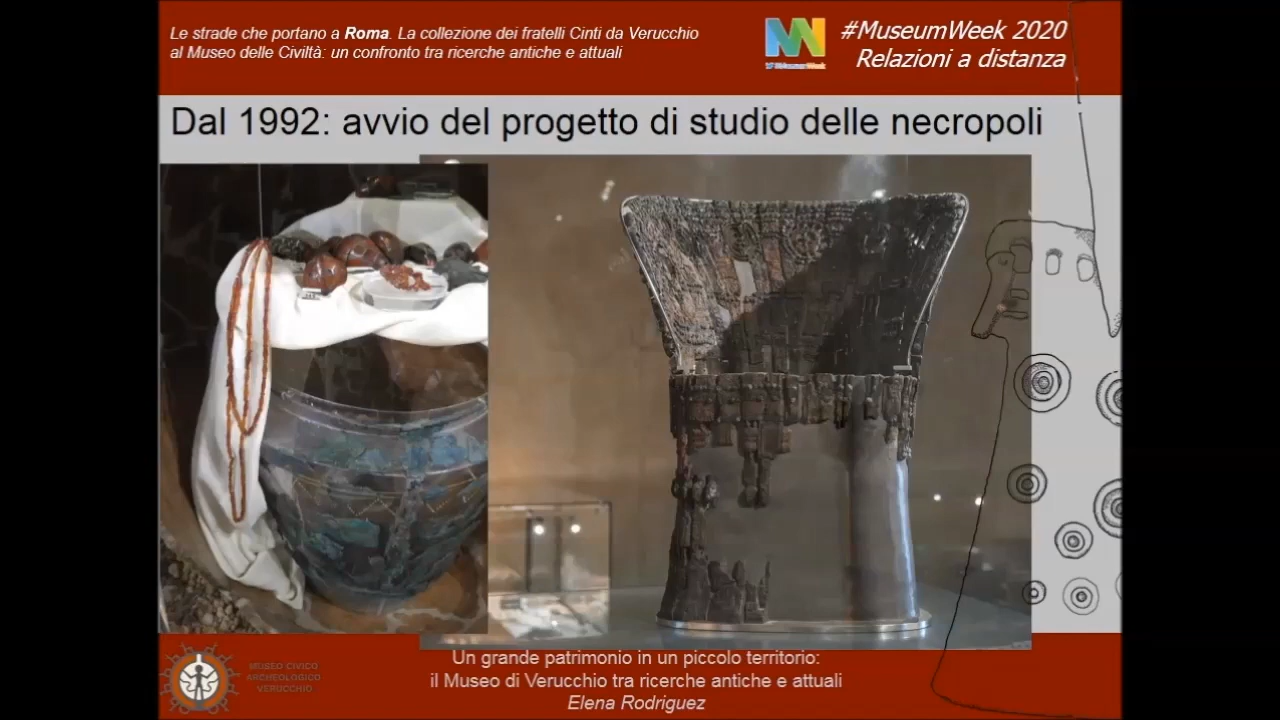 Le strade che portano a Roma. La collezione dei fratelli Cinti da Verucchio
al Museo delle Civiltà: un confronto tra ricerche antiche e attuali
#MuseumWeek 2020
Relazioni a distanza
Dal 1992: avvio del progetto di studio delle necropoli
MUSEO CIVICO
ARCHEOLOGICO
VERUCCHIO
Un grande patrimonio in un piccolo territorio:
il Museo di Verucchio tra ricerche antiche e attuali
Elena Rodriguez